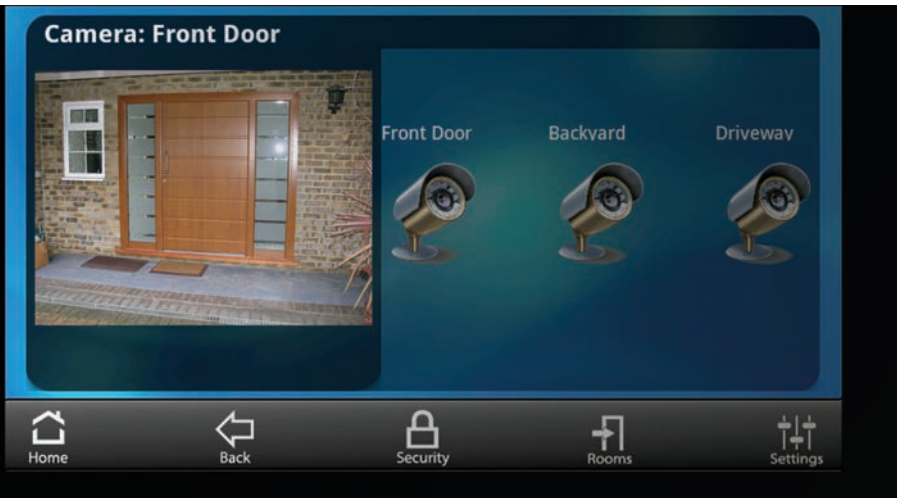 Camera: Front Door
Front Door Backyard Driveway
Home Back Security Rooms Settings